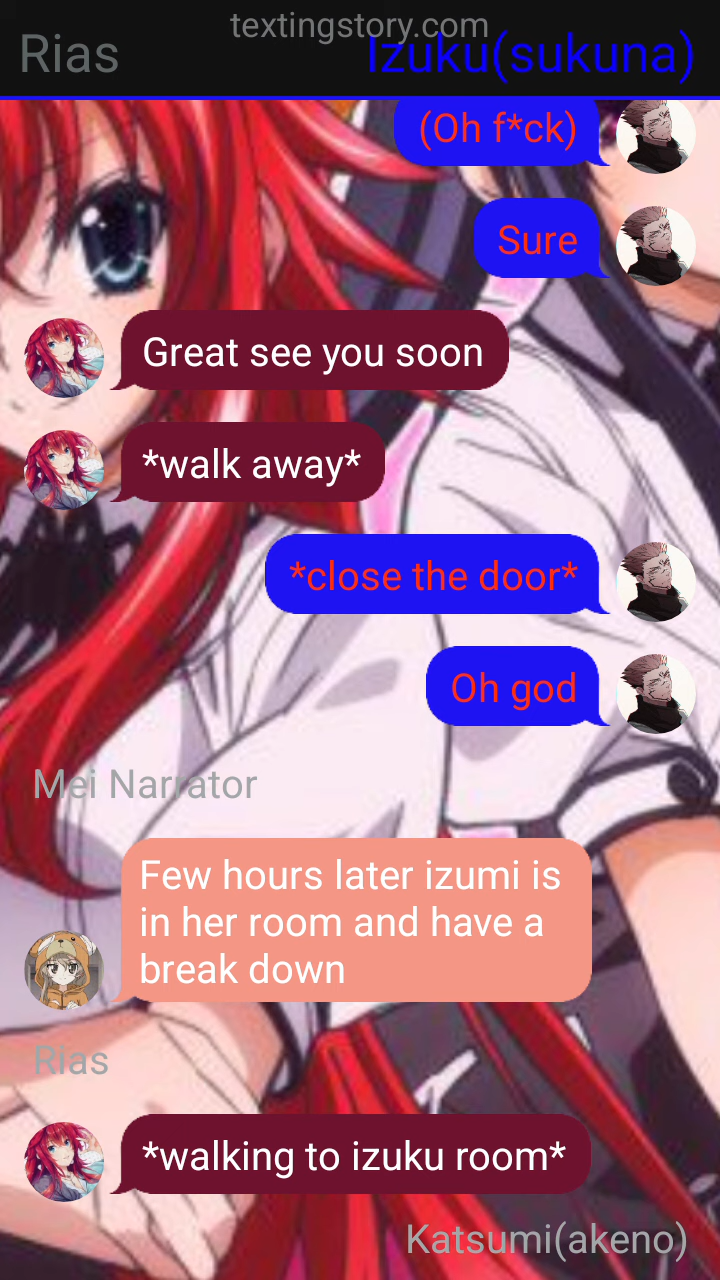 textingstory.com
Rias
Izuku(sukuna)
(Oh f*ck)
Sure
Great see you soon
*walk away*
*close the door*
Oh god
Mei Narrator
Few hours later izumi is
in her room and have a
break down
Rias
*walking to izuku room*
Katsumi(akeno)